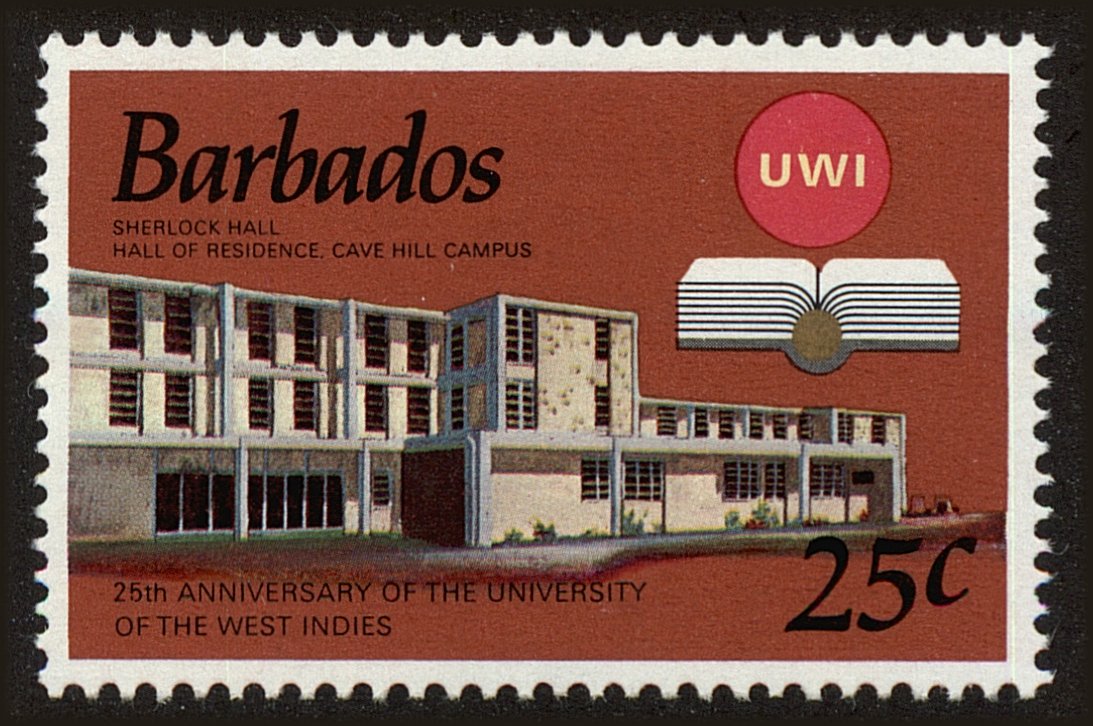 Barbados
SHERLOCK HALL
HALL OF RESIDENCE, CAVE HILL CAMPUS
UWI
25th ANNIVERSARY OF THE UNIVERSITY
OF THE WEST INDIES
25c